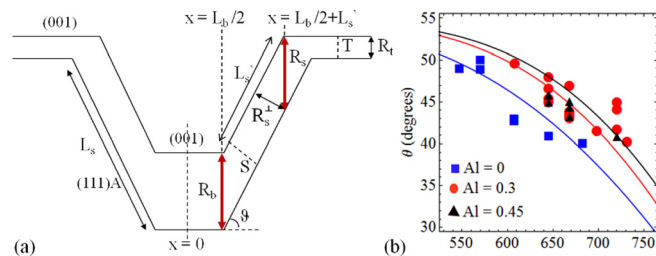 x = L_b/2
x = L_b/2+L_s`
(001)
T
R_t
L_s`
R_s
R_s^⊥
L_s
(111)A
(001)
S
R_b
ϑ
x = 0
(a)
55
50
45
40
35
30
θ (degrees)
Al = 0
Al = 0.3
Al = 0.45
550
600
650
700
750
(b)